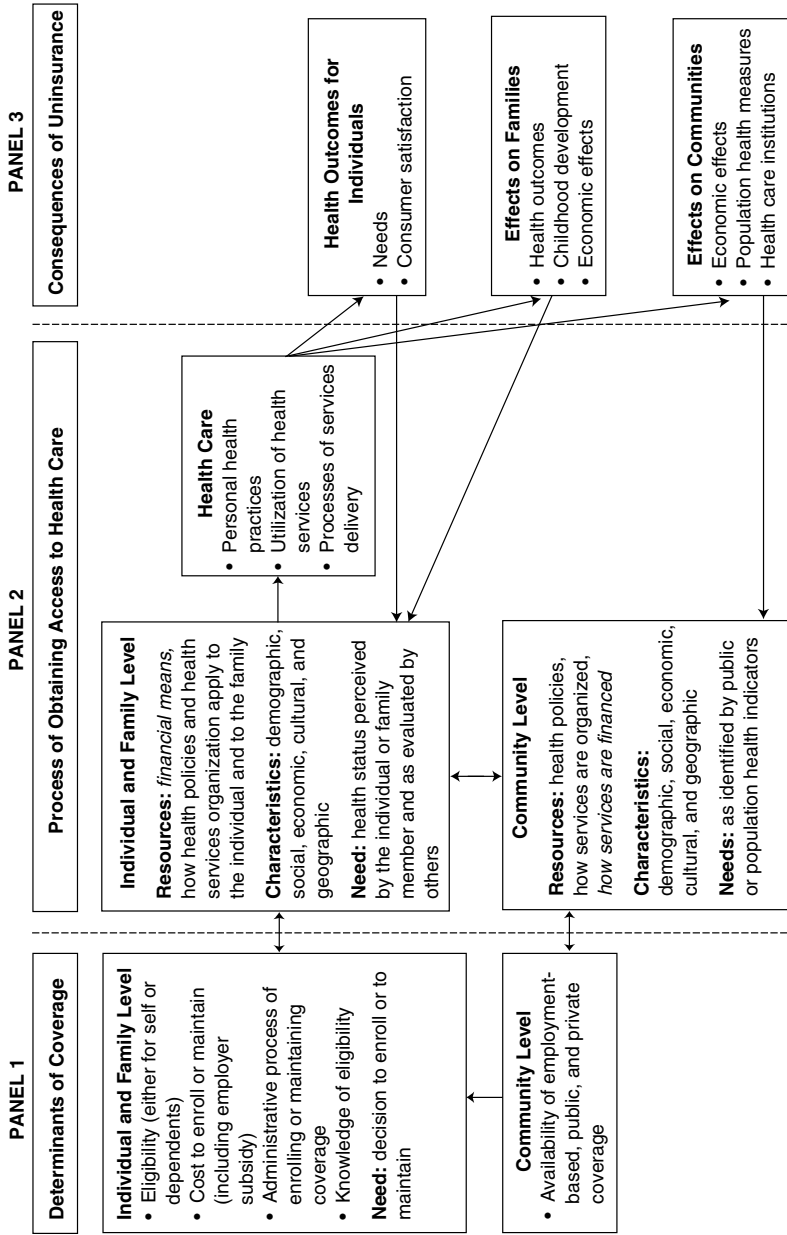 PANEL 1
Determinants of Coverage
Individual and Family Level
• Eligibility (either for self or
dependents)
• Cost to enroll or maintain
(including employer
subsidy)
• Administrative process of
enrolling or maintaining
coverage
• Knowledge of eligibility
Need: decision to enroll or to
maintain
Community Level
• Availability of employment-
based, public, and private
coverage
PANEL 2
Process of Obtaining Access to Health Care
Individual and Family Level
Resources: financial means,
how health policies and health
services organization apply to
the individual and to the family
Characteristics: demographic,
social, economic, cultural, and
geographic
Need: health status perceived
by the individual or family
member and as evaluated by
others
Health Care
• Personal health
practices
• Utilization of health
services
• Processes of services
delivery
Community Level
Resources: health policies,
how services are organized,
how services are financed
Characteristics:
demographic, social, economic,
cultural, and geographic
Needs: as identified by public
or population health indicators
PANEL 3
Consequences of Uninsurance
Health Outcomes for
Individuals
• Needs
• Consumer satisfaction
Effects on Families
• Health outcomes
• Childhood development
• Economic effects
Effects on Communities
• Economic effects
• Population health measures
• Health care institutions